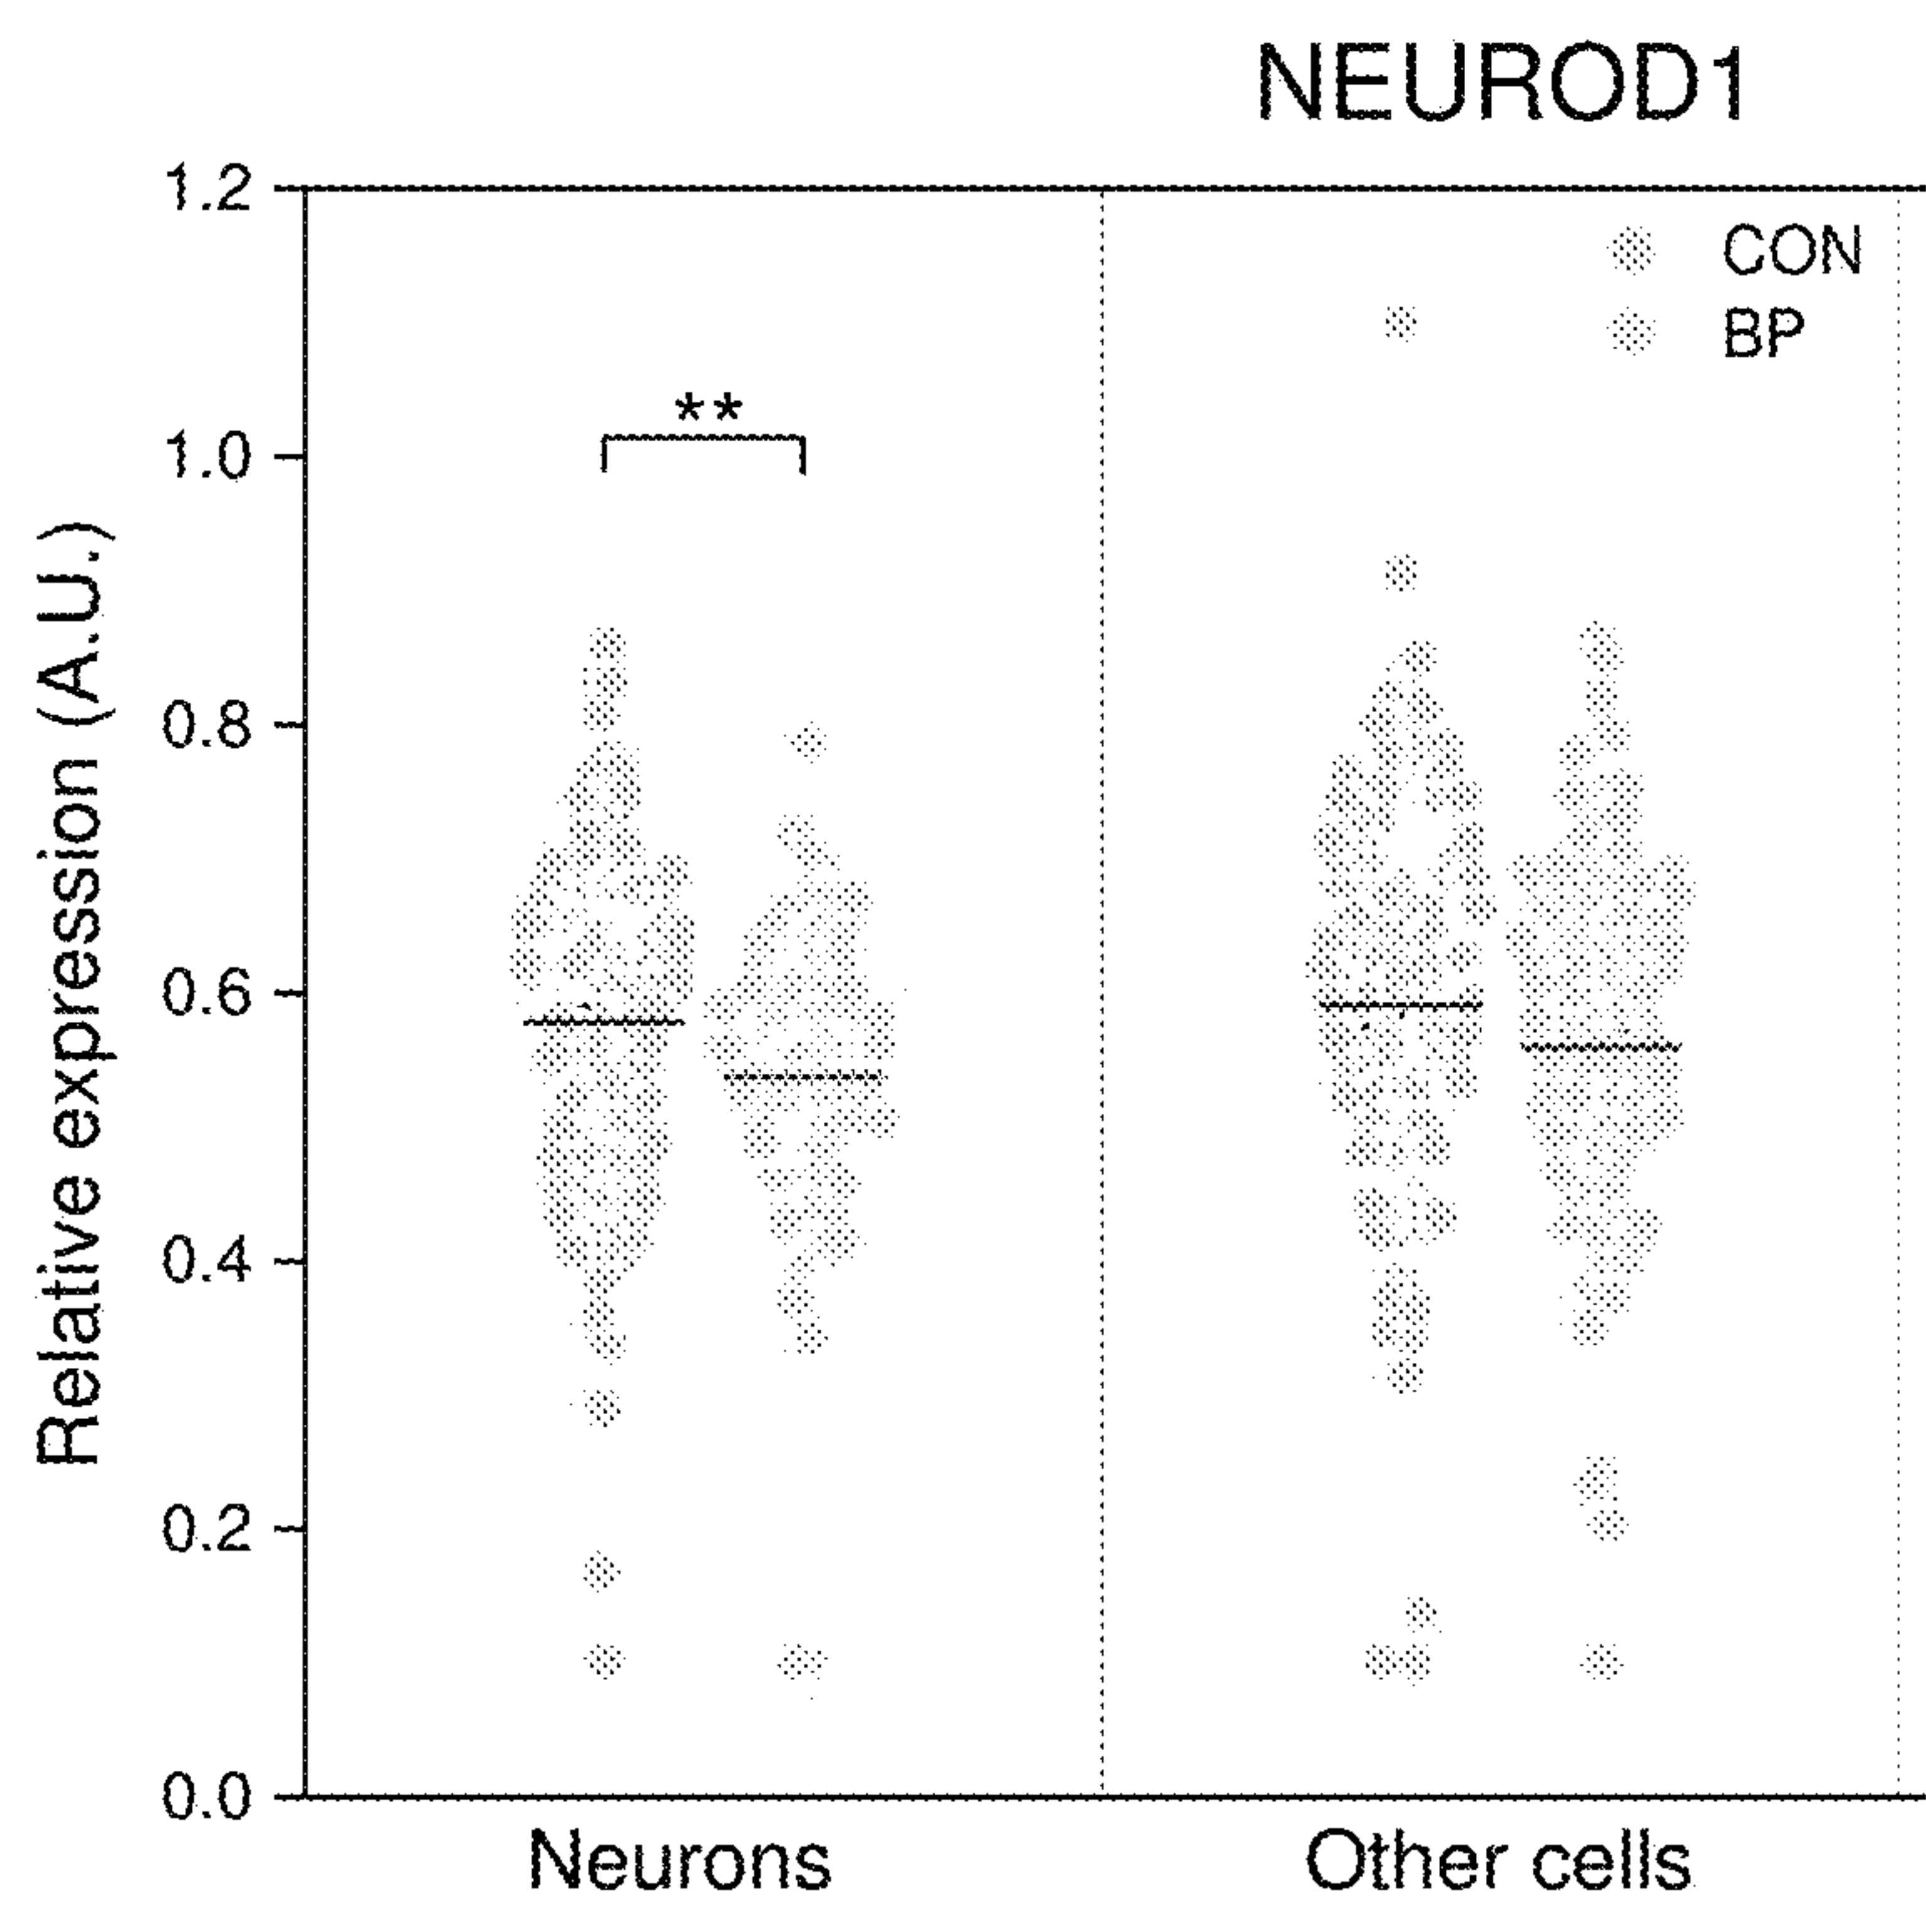 NEUROD1
1.2
1.0
0.8
0.6
0.4
0.2
0.0
Relative expression (A.U.)
CON
BP
**
Neurons
Other cells